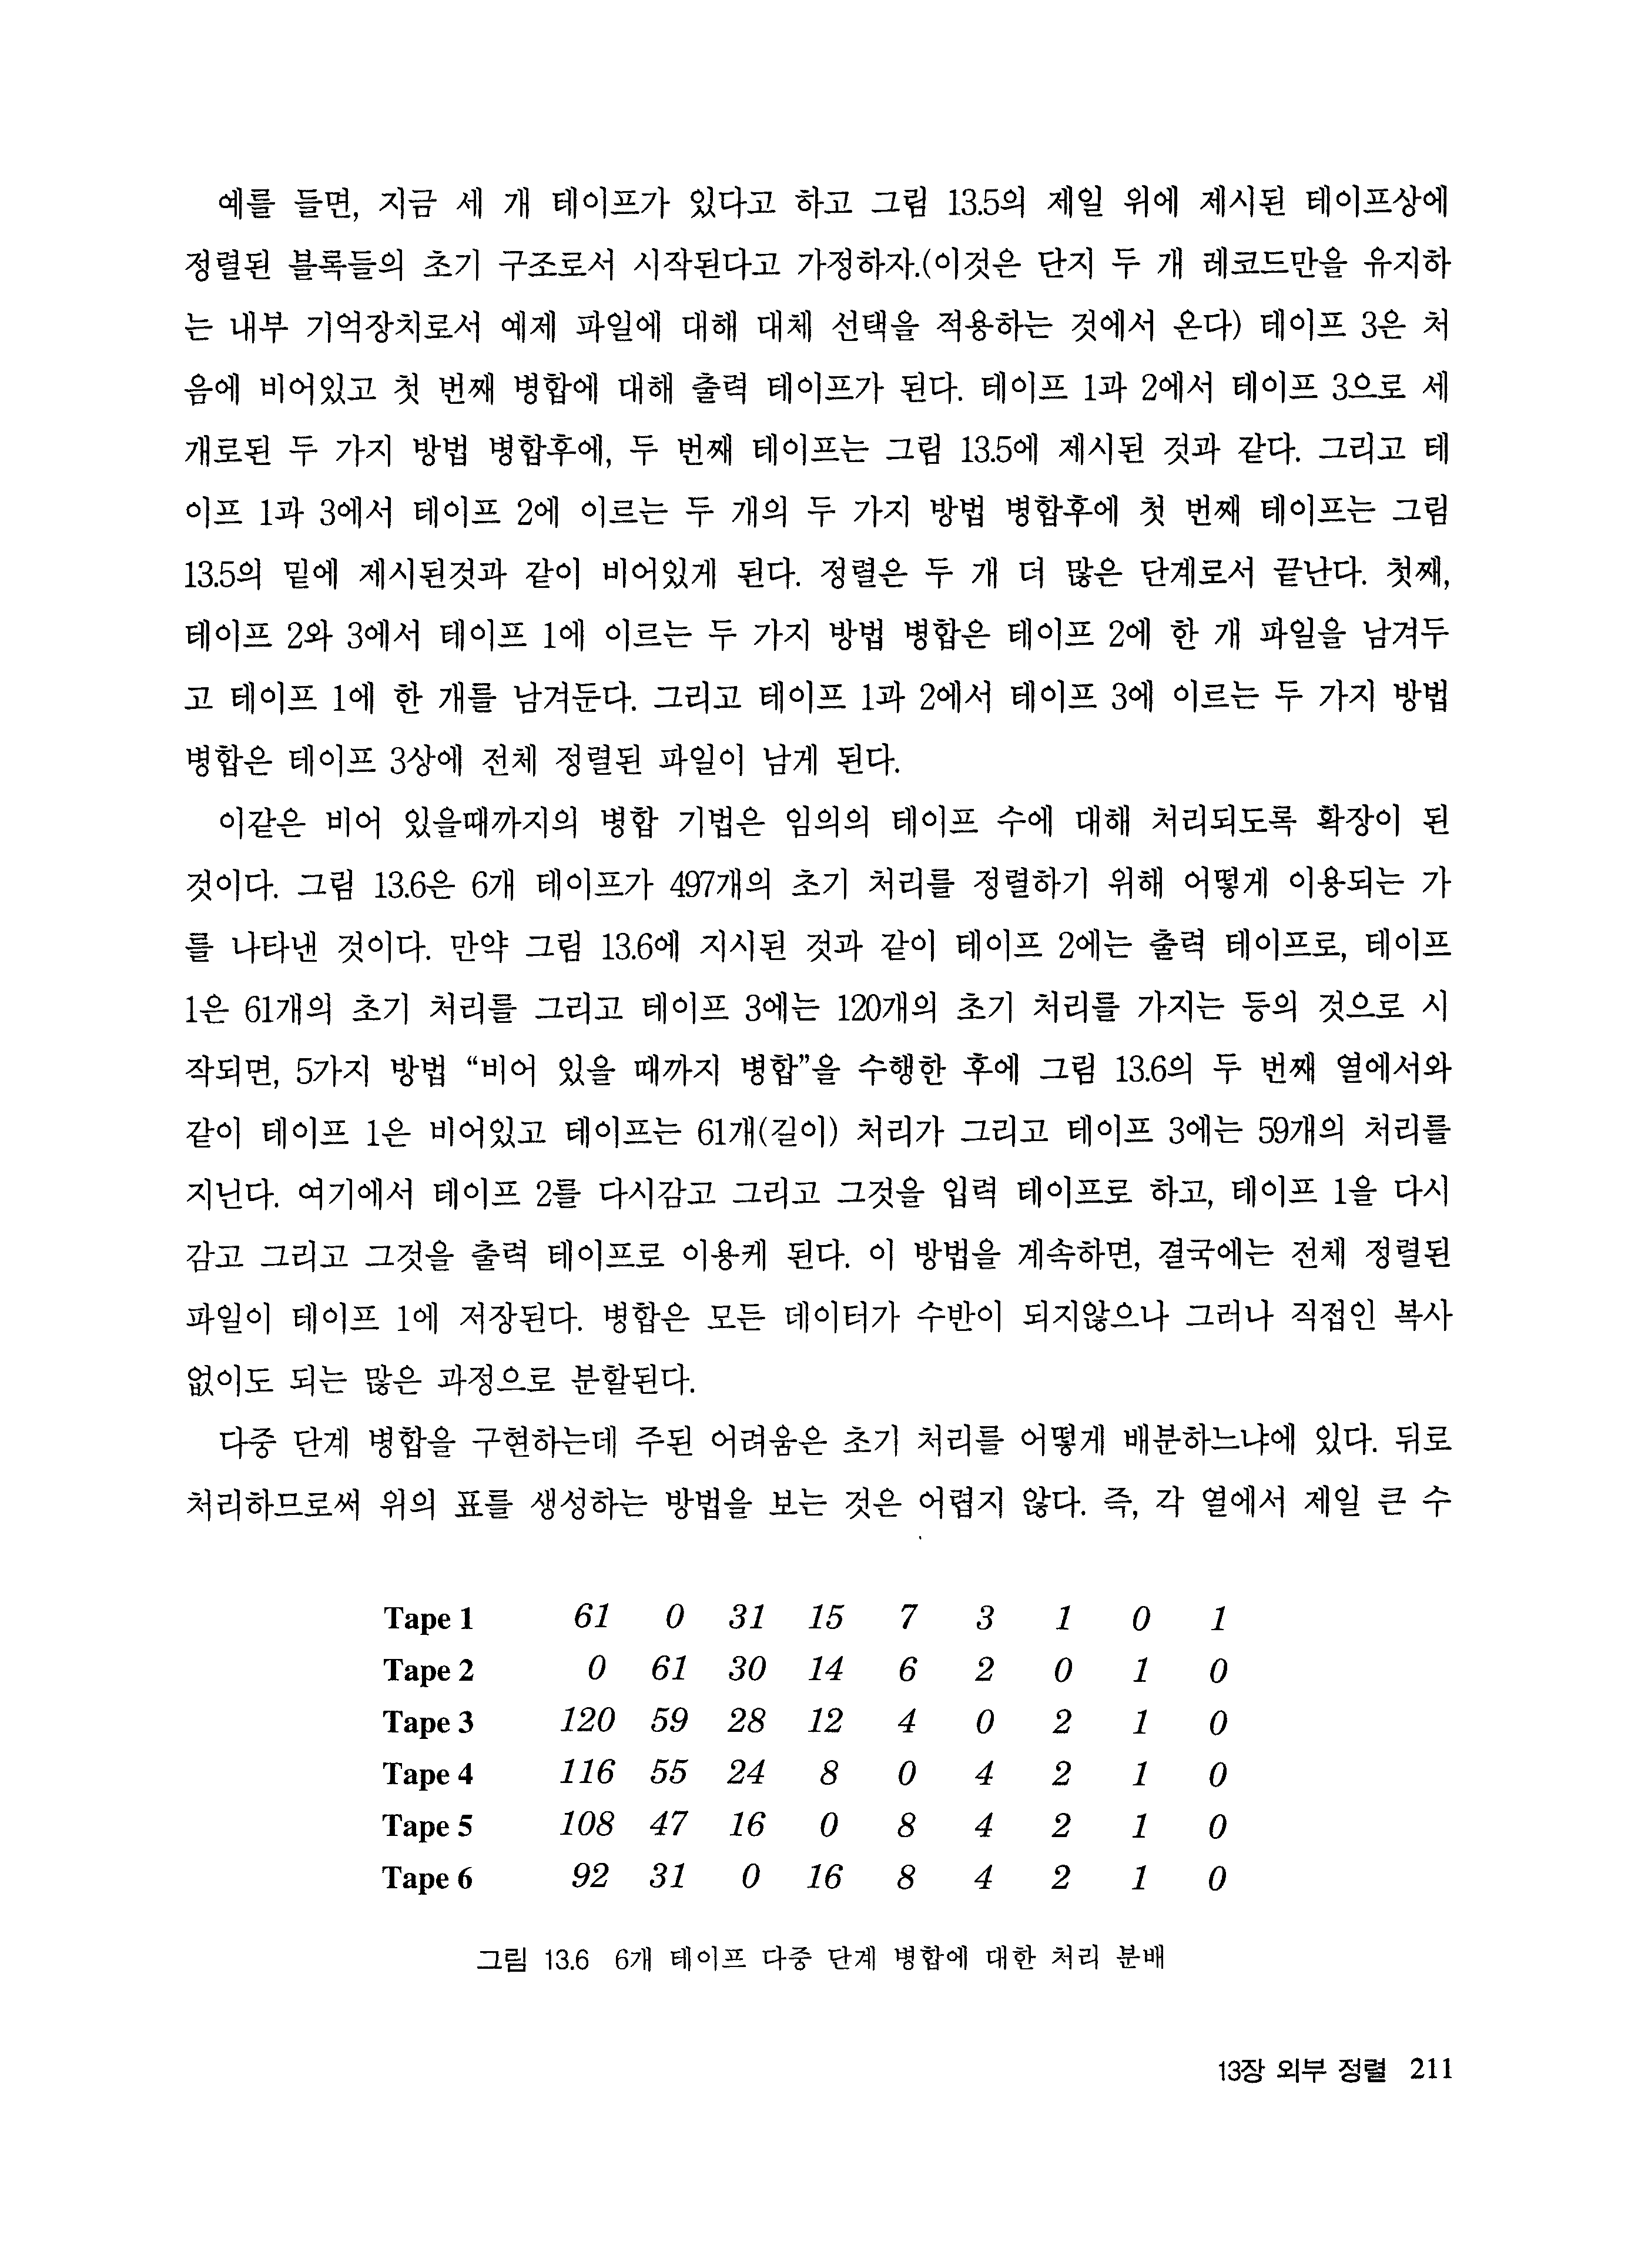 예를 들면, 지금 세 개 테이프가 있다고 하고 그림 13.5의 제일 위에 제시된 테이프상에
정렬된 블록들의 초기 구조로서 시작된다고 가정하자.(이것은 단지 두 개 레코드만을 유지하
는 내부 기억장치로서 예제 파일에 대해 대체 선택을 적용하는 것에서 온다) 테이프 3은 처
음에 비어있고 첫 번째 병합에 대해 출력 테이프가 된다. 테이프 1과 2에서 테이프 3으로 세
개로된 두 가지 방법 병합후에, 두 번째 테이프는 그림 13.5에 제시된 것과 같다. 그리고 테
이프 1과 3에서 테이프 2에 이르는 두 개의 두 가지 방법 병합후에 첫 번째 테이프는 그림
13.5의 밑에 제시된것과 같이 비어있게 된다. 정렬은 두 개 더 많은 단계로서 끝난다. 첫째,
테이프 2와 3에서 테이프 1에 이르는 두 가지 방법 병합은 테이프 2에 한 개 파일을 남겨두
고 테이프 1에 한 개를 남겨둔다. 그리고 테이프 1과 2에서 테이프 3에 이르는 두 가지 방법
병합은 테이프 3상에 전체 정렬된 파일이 남게 된다.
이같은 비어 있을때까지의 병합 기법은 임의의 테이프 수에 대해 처리되도록 확장이 된
것이다. 그림 13.6은 6개 테이프가 497개의 초기 처리를 정렬하기 위해 어떻게 이용되는 가
를 나타낸 것이다. 만약 그림 13.6에 지시된 것과 같이 테이프 2에는 출력 테이프로, 테이프
1은 61개의 초기 처리를 그리고 테이프 3에는 120개의 초기 처리를 가지는 등의 것으로 시
작되면, 5가지 방법 “비어 있을 때까지 병합”을 수행한 후에 그림 13.6의 두 번째 열에서와
같이 테이프 1은 비어있고 테이프는 61개(길이) 처리가 그리고 테이프 3에는 59개의 처리를
지닌다. 여기에서 테이프 2를 다시감고 그리고 그것을 입력 테이프로 하고, 테이프 1을 다시
감고 그리고 그것을 출력 테이프로 이용케 된다. 이 방법을 계속하면, 결국에는 전체 정렬된
파일이 테이프 1에 저장된다. 병합은 모든 데이터가 수반이 되지않으나 그러나 직접인 복사
없이도 되는 많은 과정으로 분할된다.
다중 단계 병합을 구현하는데 주된 어려움은 초기 처리를 어떻게 배분하느냐에 있다. 뒤로
처리하므로써 위의 표를 생성하는 방법을 보는 것은 어렵지 않다. 즉, 각 열에서 제일 큰 수
Tape 1 61 0 31 15 7 3 1 0 1
Tape 2 0 61 30 14 6 2 0 1 0
Tape 3 120 59 28 12 4 0 2 1 0
Tape 4 116 55 24 8 0 4 2 1 0
Tape 5 108 47 16 0 8 4 2 1 0
Tape 6 92 31 0 16 8 4 2 1 0
그림 13.6 6개 테이프 다중 단계 병합에 대한 처리 분배
13장 외부 정렬 211